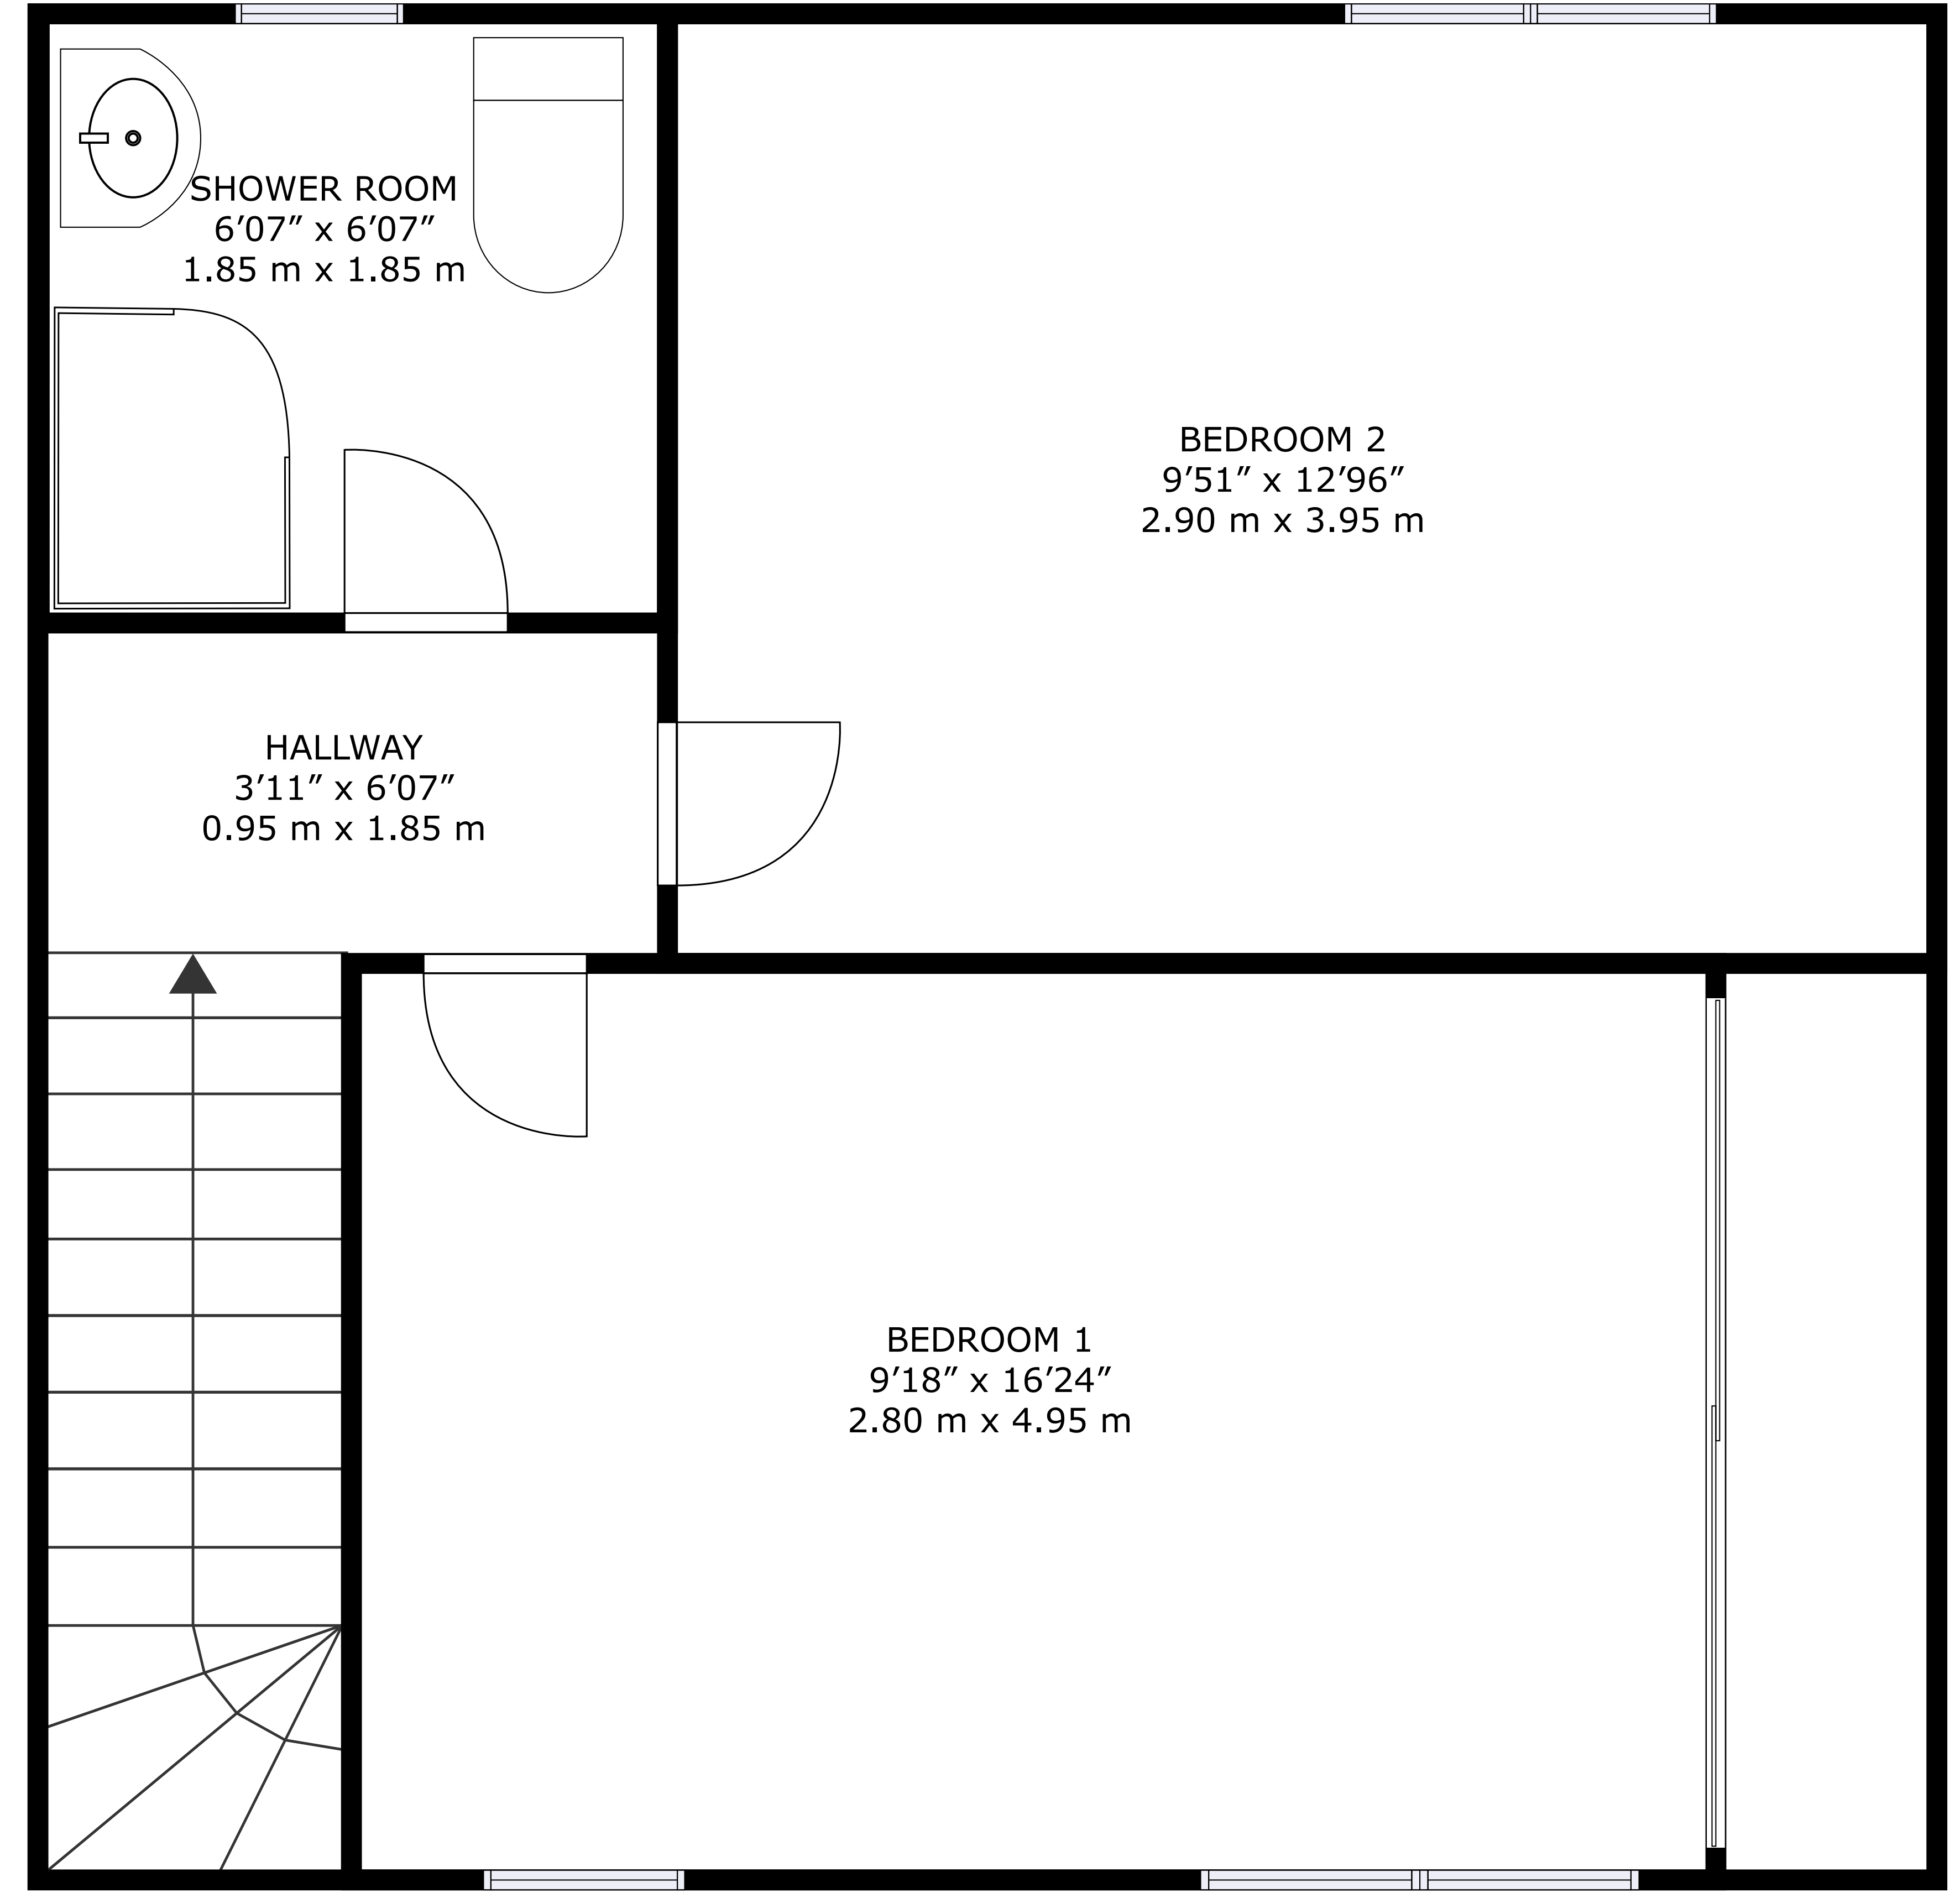 SHOWER ROOM
6′07″ x 6′07″
1.85 m x 1.85 m
BEDROOM 2
9′51″ x 12′96″
2.90 m x 3.95 m
HALLWAY
3′11″ x 6′07″
0.95 m x 1.85 m
BEDROOM 1
9′18″ x 16′24″
2.80 m x 4.95 m